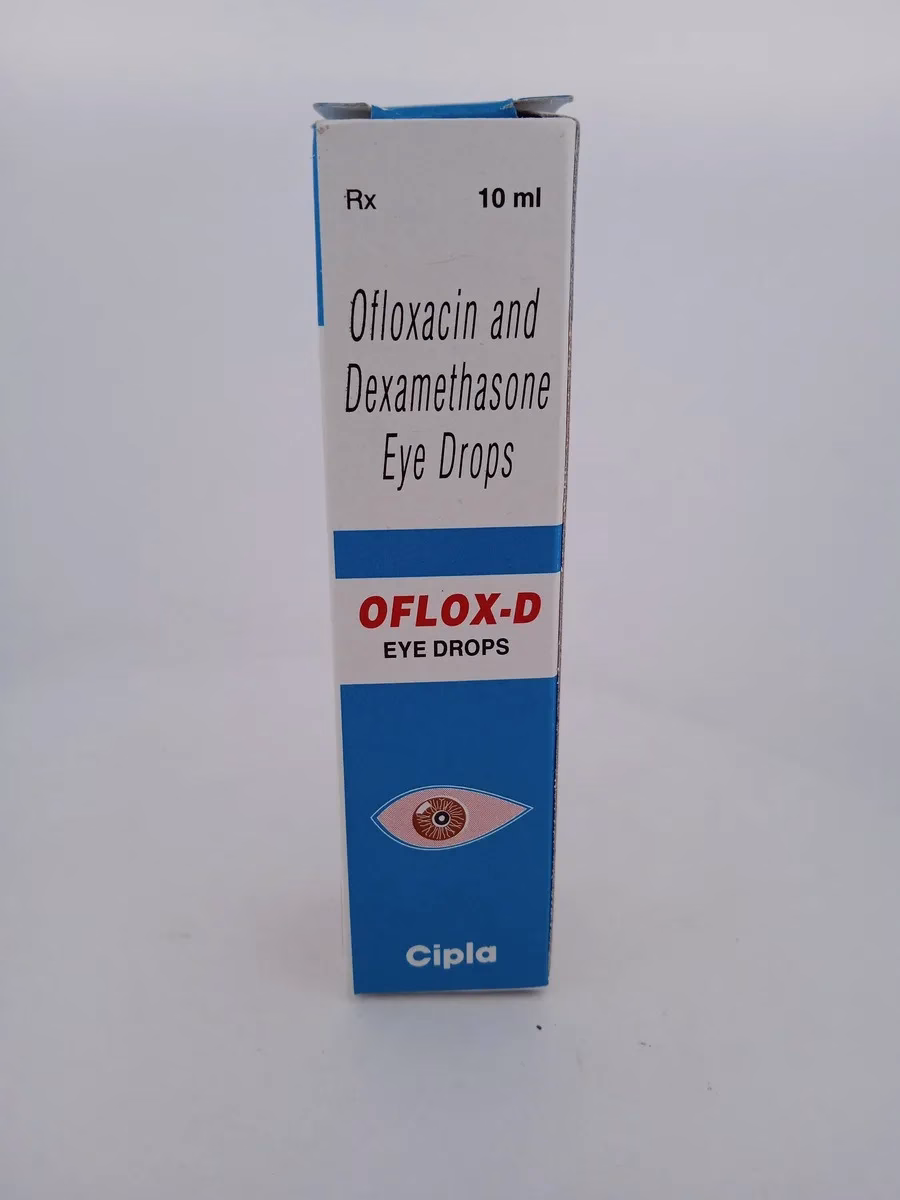 Rx 10 ml
Ofloxacin and
Dexamethasone
Eye Drops
OFLOX-D
EYE DROPS
Cipla